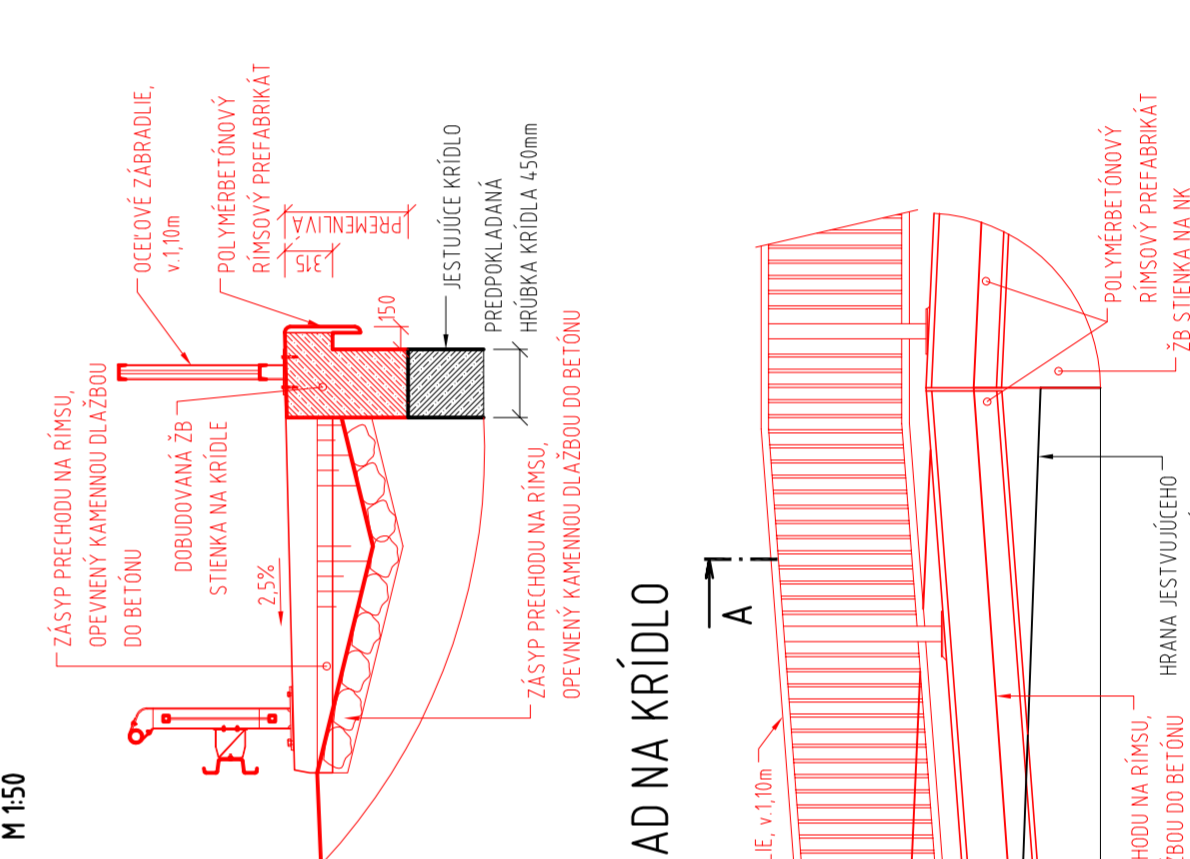 M 1:50
ZÁSYP PRECHODU NA RÍMSU,
OPEVNENÝ KAMENNOU DLAŽBOU
DO BETÓNU
OCEĽOVÉ ZÁBRADLIE,
v.1,10m
DOBUDOVANÁ ŽB
STIENKA NA KRÍDLE
POLYMÉRBETÓNOVÝ
RÍMSOVÝ PREFABRIKÁT
2,5%
315
PREMENLIVÁ
150
JESTUJÚCE KRÍDLO
PREDPOKLADANÁ
HRÚBKA KRÍDLA 450mm
ZÁSYP PRECHODU NA RÍMSU,
OPEVNENÝ KAMENNOU DLAŽBOU DO BETÓNU
AD NA KRÍDLO
A
LIE, v.1,10m
POLYMÉRBETÓNOVÝ
RÍMSOVÝ PREFABRIKÁT
ŽB STIENKA NA NK
HRANA JESTVUJÚCEHO
HODU NA RÍMSU,
ŽBOU DO BETÓNU